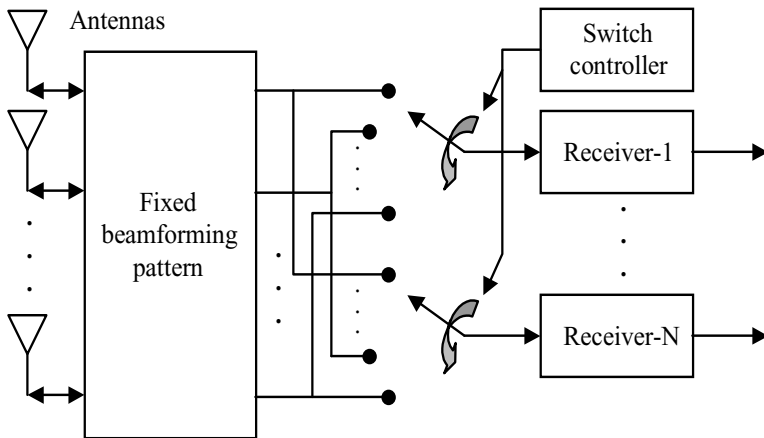 Antennas
Switch
controller
Receiver-1
Fixed
beamforming
pattern
Receiver-N